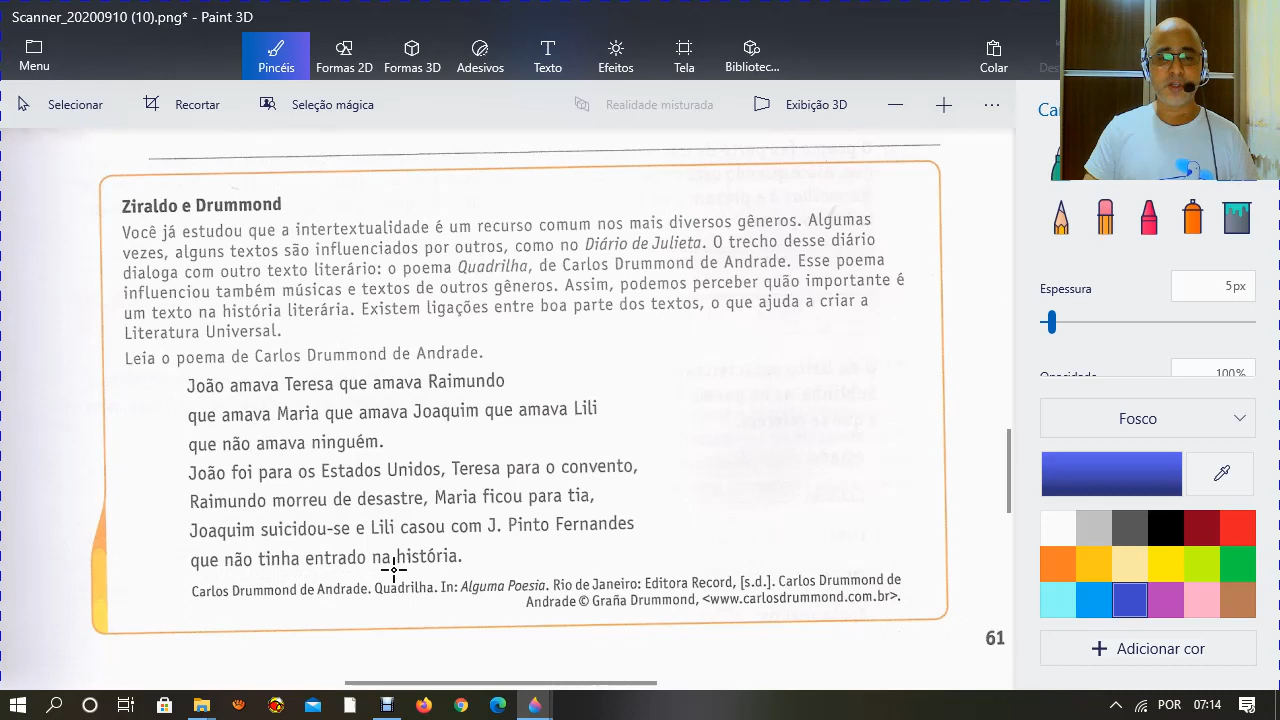 Scanner_20200910 (10).png* - Paint 3D
Menu
Pincéis
Formas 2D
Formas 3D
Adesivos
Texto
Efeitos
Tela
Bibliotec...
Colar
Selecionar
Recortar
Seleção mágica
Realidade misturada
Exibição 3D
Ziraldo e Drummond
Você já estudou que a intertextualidade é um recurso comum nos mais diversos gêneros. Algumas
vezes, alguns textos são influenciados por outros, como no Diário de Julieta. O trecho desse diário
dialoga com outro texto literário: o poema Quadrilha, de Carlos Drummond de Andrade. Esse poema
influenciou também músicas e textos de outros gêneros. Assim, podemos perceber quão importante é
um texto na história literária. Existem ligações entre boa parte dos textos, o que ajuda a criar a
Literatura Universal.
Leia o poema de Carlos Drummond de Andrade.
João amava Teresa que amava Raimundo
que amava Maria que amava Joaquim que amava Lili
que não amava ninguém.
João foi para os Estados Unidos, Teresa para o convento,
Raimundo morreu de desastre, Maria ficou para tia,
Joaquim suicidou-se e Lili casou com J. Pinto Fernandes
que não tinha entrado na história.
Carlos Drummond de Andrade. Quadrilha. In: Alguma Poesia. Rio de Janeiro: Editora Record, [s.d.]. Carlos Drummond de
Andrade © Graña Drummond, <www.carlosdrummond.com.br>.
61
Espessura
5px
Opacidade
100%
Fosco
Adicionar cor
POR
07:14